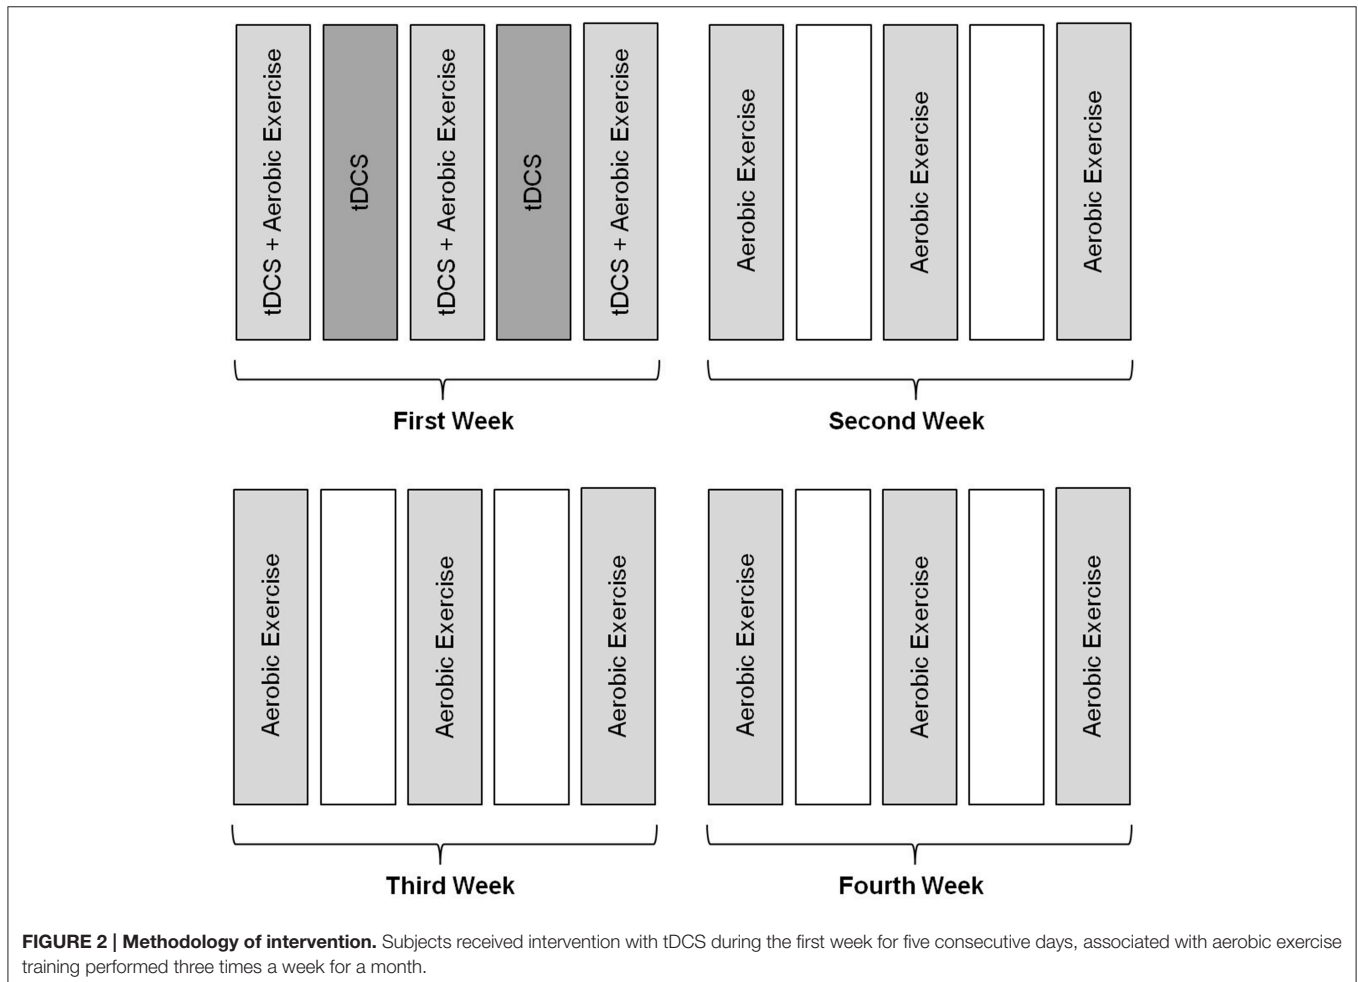 tDCS + Aerobic Exercise
tDCS
tDCS + Aerobic Exercise
tDCS
tDCS + Aerobic Exercise
First Week
Aerobic Exercise
Aerobic Exercise
Aerobic Exercise
Second Week
Aerobic Exercise
Aerobic Exercise
Aerobic Exercise
Third Week
Aerobic Exercise
Aerobic Exercise
Aerobic Exercise
Fourth Week
FIGURE 2 | Methodology of intervention. Subjects received intervention with tDCS during the first week for five consecutive days, associated with aerobic exercise
training performed three times a week for a month.